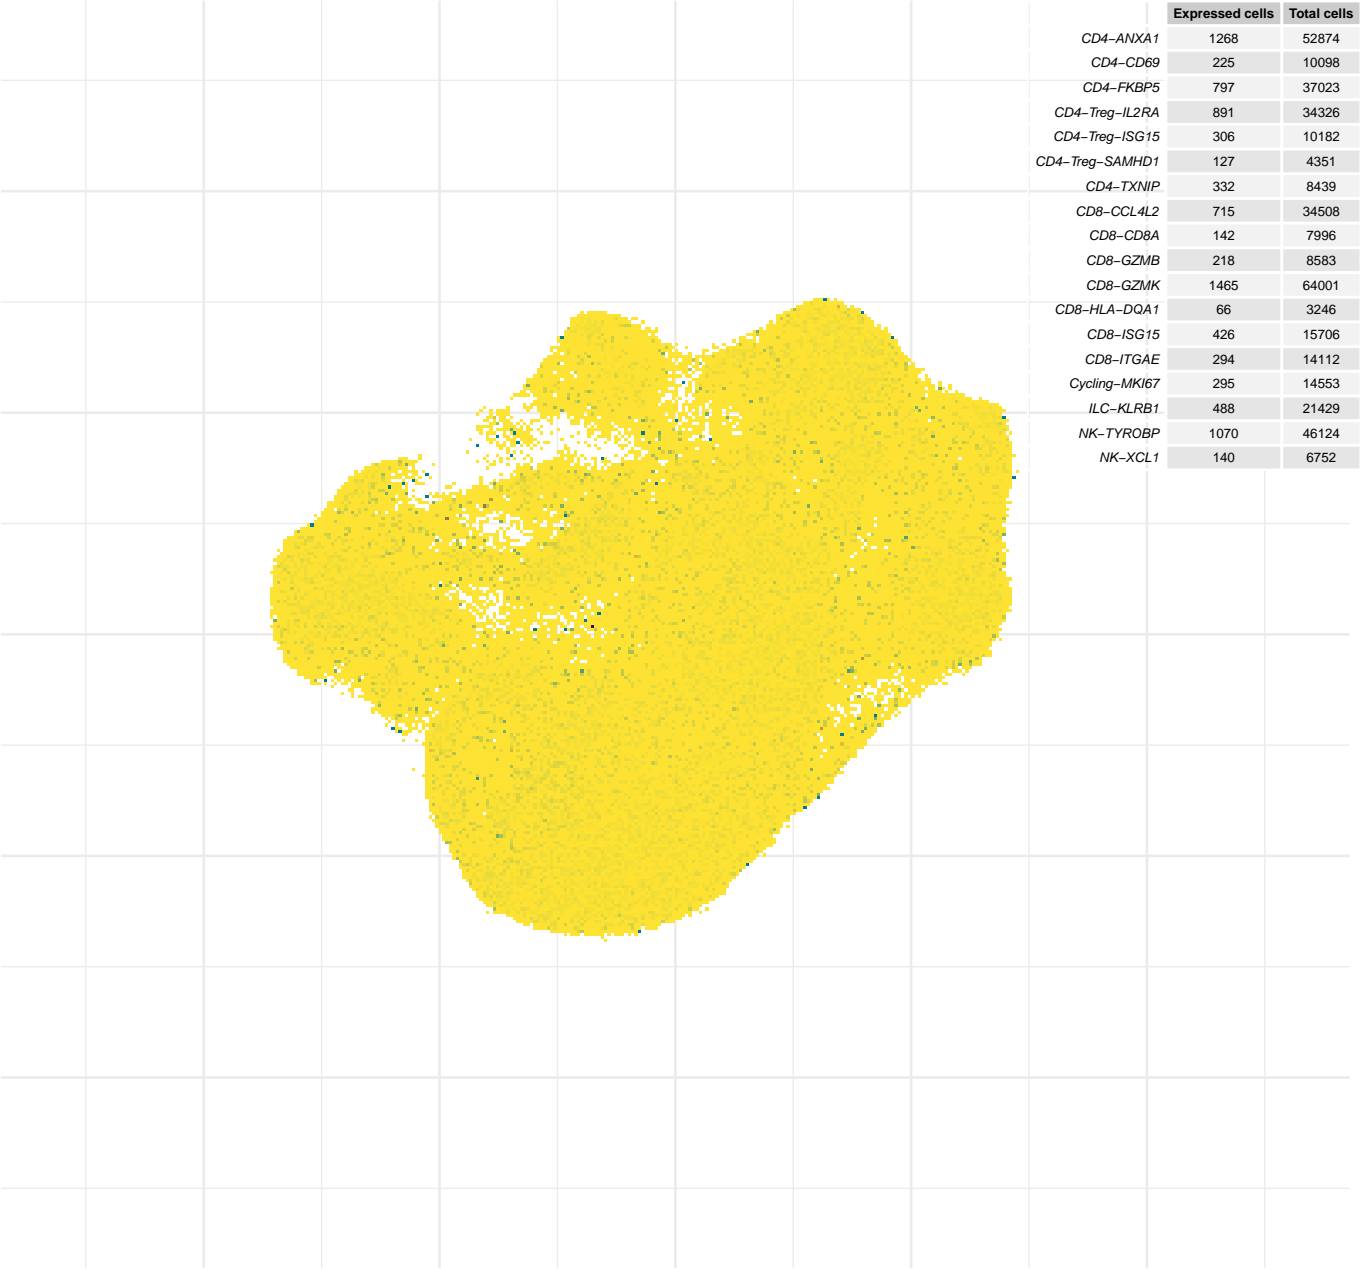 Expressed cells Total cells
CD4−ANXA1 1268 52874
CD4−CD69 225 10098
CD4−FKBP5 797 37023
CD4−Treg−IL2RA 891 34326
CD4−Treg−ISG15 306 10182
CD4−Treg−SAMHD1 127 4351
CD4−TXNIP 332 8439
CD8−CCL4L2 715 34508
CD8−CD8A 142 7996
CD8−GZMB 218 8583
CD8−GZMK 1465 64001
CD8−HLA−DQA1 66 3246
CD8−ISG15 426 15706
CD8−ITGAE 294 14112
Cycling−MKI67 295 14553
ILC−KLRB1 488 21429
NK−TYROBP 1070 46124
NK−XCL1 140 6752